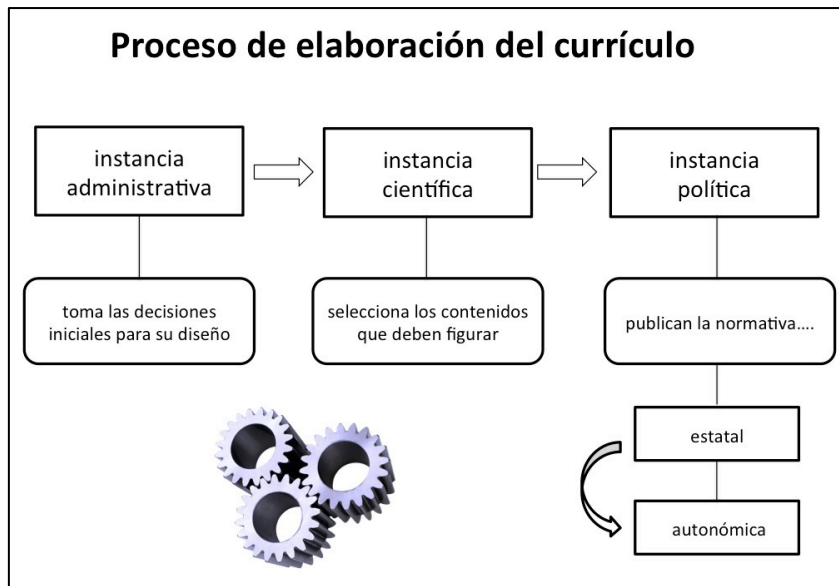 Proceso de elaboración del currículo
instancia
administrativa
instancia
científica
instancia
política
toma las decisiones
iniciales para su diseño
selecciona los contenidos
que deben figurar
publican la normativa....
estatal
autonómica